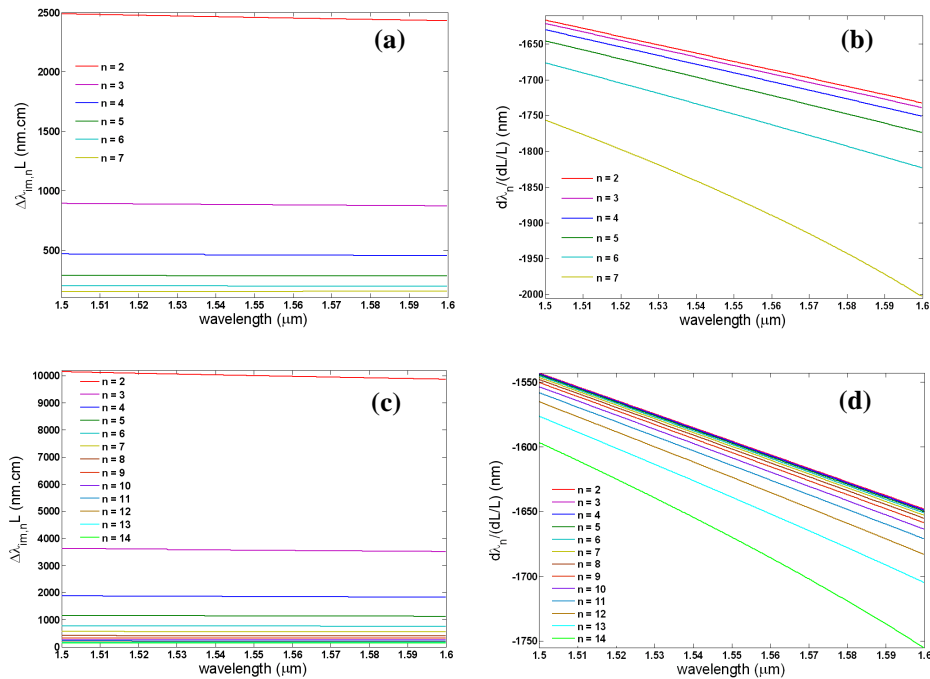 (a)
2500
2000
1500
1000
500
Δλim,nL (nm.cm)
n = 2
n = 3
n = 4
n = 5
n = 6
n = 7
1.5 1.51 1.52 1.53 1.54 1.55 1.56 1.57 1.58 1.59 1.6
wavelength (μm)
(b)
-1650
-1700
-1750
-1800
-1850
-1900
-1950
-2000
dλn/(dL/L) (nm)
n = 2
n = 3
n = 4
n = 5
n = 6
n = 7
1.5 1.51 1.52 1.53 1.54 1.55 1.56 1.57 1.58 1.59 1.6
wavelength (μm)
(c)
10000
9000
8000
7000
6000
5000
4000
3000
2000
1000
0
Δλim,nL (nm.cm)
n = 2
n = 3
n = 4
n = 5
n = 6
n = 7
n = 8
n = 9
n = 10
n = 11
n = 12
n = 13
n = 14
1.5 1.51 1.52 1.53 1.54 1.55 1.56 1.57 1.58 1.59 1.6
wavelength (μm)
(d)
-1550
-1600
-1650
-1700
-1750
dλn/(dL/L) (nm)
n = 2
n = 3
n = 4
n = 5
n = 6
n = 7
n = 8
n = 9
n = 10
n = 11
n = 12
n = 13
n = 14
1.5 1.51 1.52 1.53 1.54 1.55 1.56 1.57 1.58 1.59 1.6
wavelength (μm)